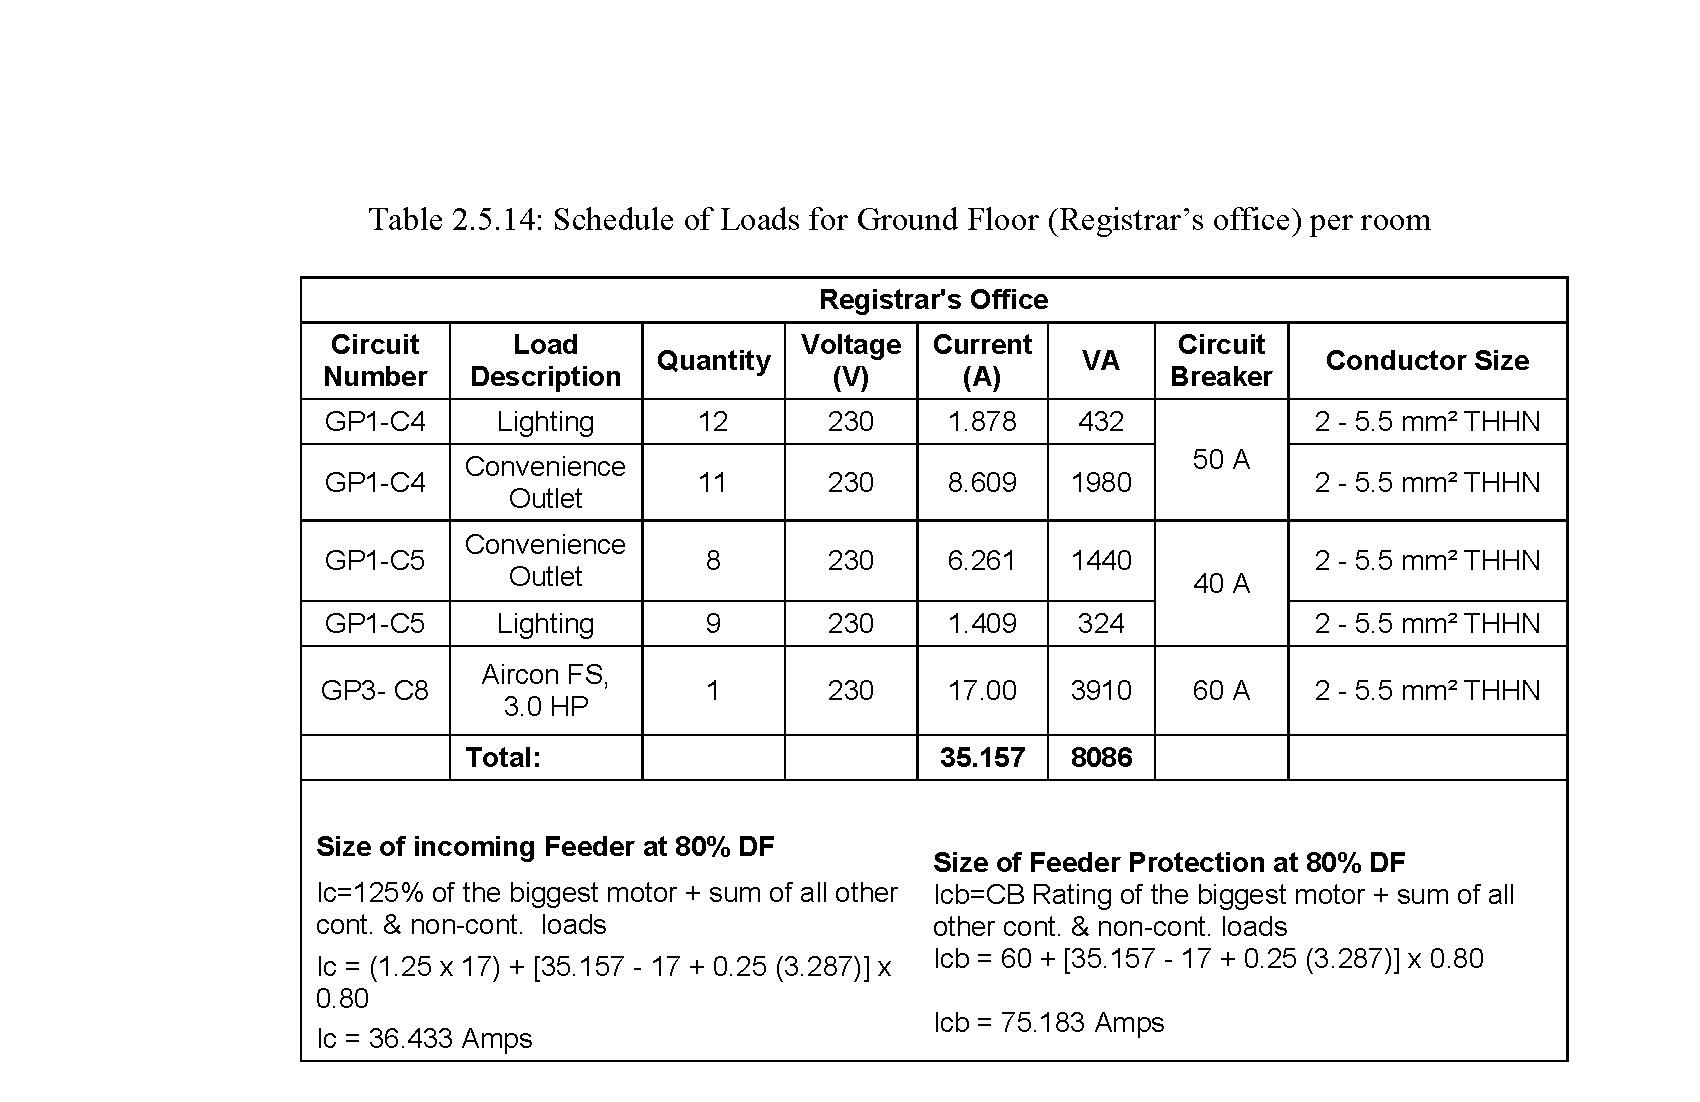 Table 2.5.14: Schedule of Loads for Ground Floor (Registrar's office) per room
Registrar's Office
Circuit Number Load Description Quantity Voltage (V) Current (A) VA Circuit Breaker Conductor Size
GP1-C4 Lighting 12 230 1.878 432 50 A 2 - 5.5 mm² THHN
GP1-C4 Convenience Outlet 11 230 8.609 1980 2 - 5.5 mm² THHN
GP1-C5 Convenience Outlet 8 230 6.261 1440 40 A 2 - 5.5 mm² THHN
GP1-C5 Lighting 9 230 1.409 324 2 - 5.5 mm² THHN
GP3- C8 Aircon FS, 3.0 HP 1 230 17.00 3910 60 A 2 - 5.5 mm² THHN
Total: 35.157 8086
Size of incoming Feeder at 80% DF
Ic=125% of the biggest motor + sum of all other
cont. & non-cont. loads
Ic = (1.25 x 17) + [35.157 - 17 + 0.25 (3.287)] x
0.80
Ic = 36.433 Amps
Size of Feeder Protection at 80% DF
Icb=CB Rating of the biggest motor + sum of all
other cont. & non-cont. loads
Icb = 60 + [35.157 - 17 + 0.25 (3.287)] x 0.80
Icb = 75.183 Amps